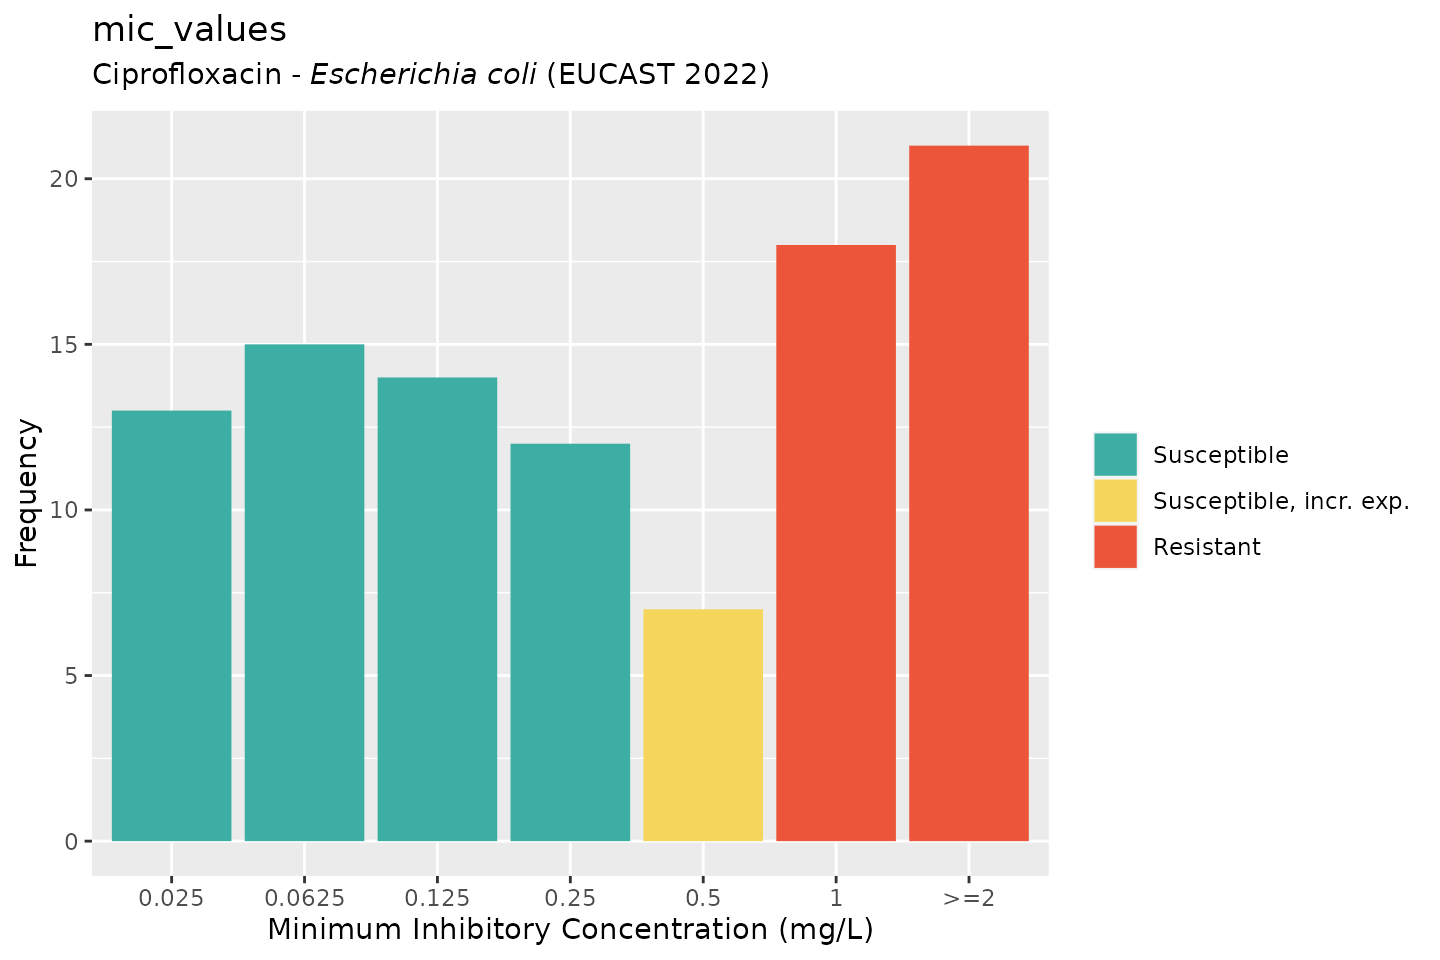 mic_values
Ciprofloxacin - Escherichia coli (EUCAST 2022)
Frequency
20
15
10
5
0
0.025 0.0625 0.125 0.25 0.5 1 >=2
Minimum Inhibitory Concentration (mg/L)
Susceptible
Susceptible, incr. exp.
Resistant